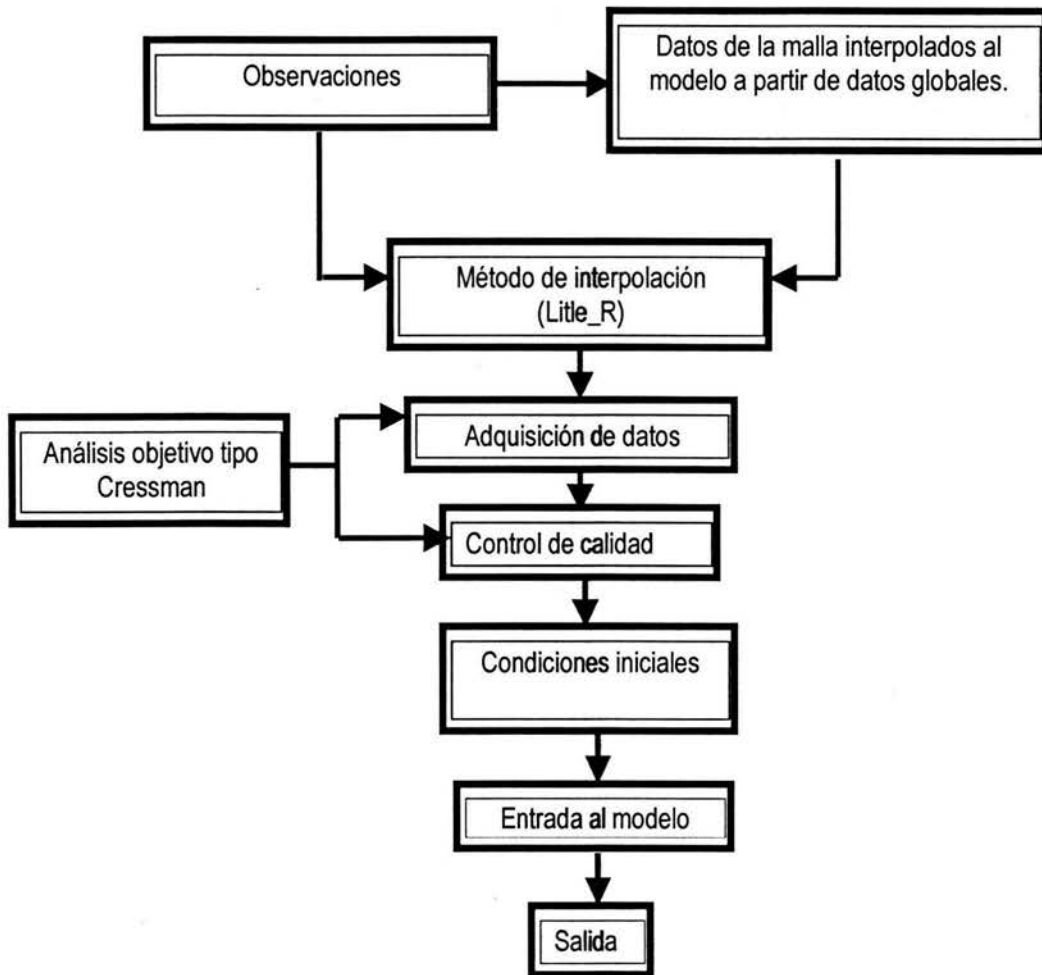 Observaciones
Datos de la malla interpolados al
modelo a partir de datos globales.
Método de interpolación
(Litle_R)
Adquisición de datos
Análisis objetivo tipo
Cressman
Control de calidad
Condiciones iniciales
Entrada al modelo
Salida